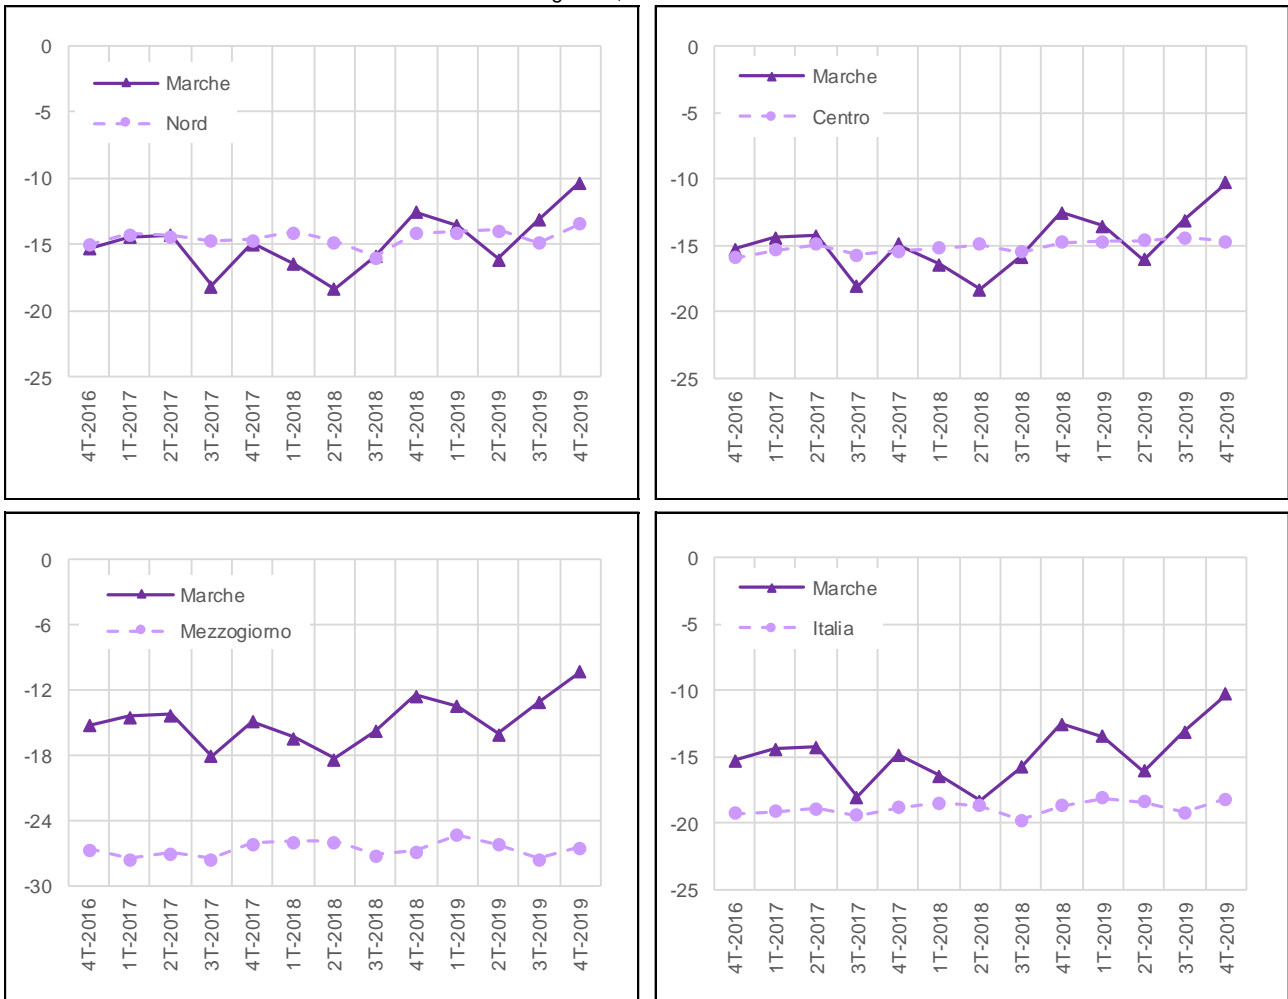 0
-5
-10
-15
-20
-25
Marche
Nord
4T-2016
1T-2017
2T-2017
3T-2017
4T-2017
1T-2018
2T-2018
3T-2018
4T-2018
1T-2019
2T-2019
3T-2019
4T-2019
0
-5
-10
-15
-20
-25
Marche
Centro
4T-2016
1T-2017
2T-2017
3T-2017
4T-2017
1T-2018
2T-2018
3T-2018
4T-2018
1T-2019
2T-2019
3T-2019
4T-2019
0
-6
-12
-18
-24
-30
Marche
Mezzogiorno
4T-2016
1T-2017
2T-2017
3T-2017
4T-2017
1T-2018
2T-2018
3T-2018
4T-2018
1T-2019
2T-2019
3T-2019
4T-2019
0
-5
-10
-15
-20
-25
Marche
Italia
4T-2016
1T-2017
2T-2017
3T-2017
4T-2017
1T-2018
2T-2018
3T-2018
4T-2018
1T-2019
2T-2019
3T-2019
4T-2019